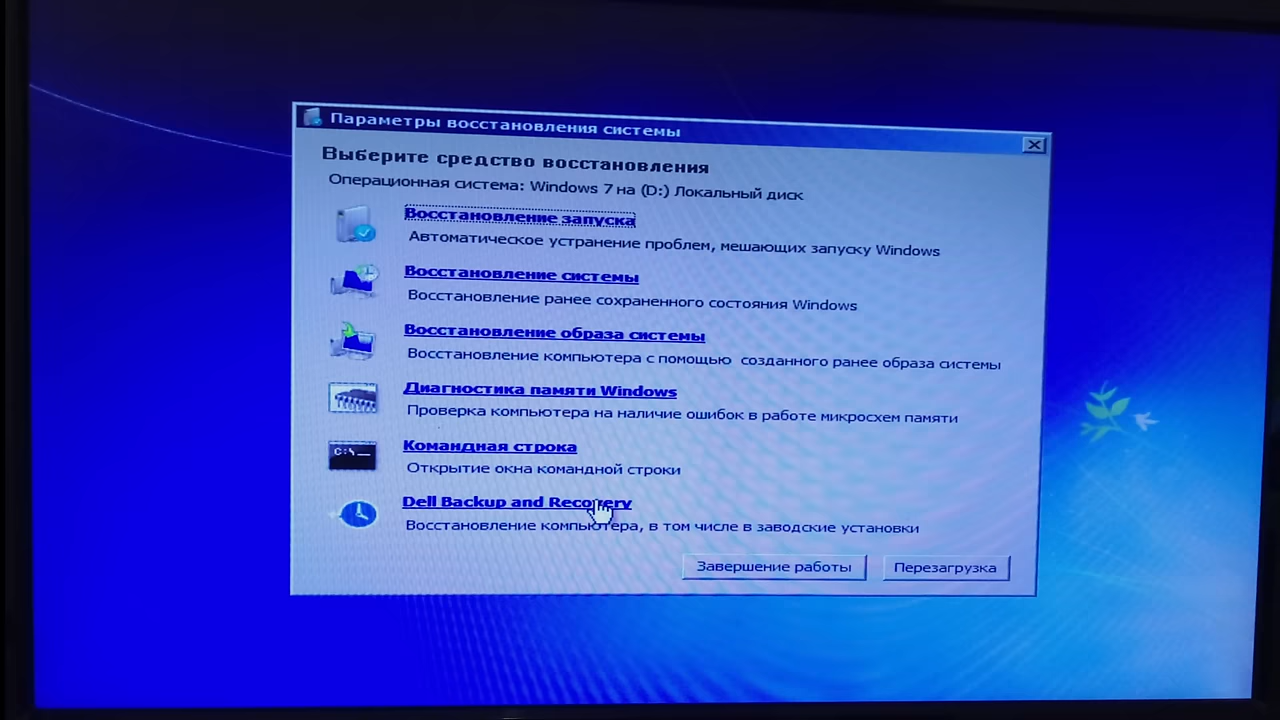 Параметры восстановления системы
Выберите средство восстановления
Операционная система: Windows 7 на (D:) Локальный диск
Восстановление запуска
Автоматическое устранение проблем, мешающих запуску Windows
Восстановление системы
Восстановление ранее сохраненного состояния Windows
Восстановление образа системы
Восстановление компьютера с помощью созданного ранее образа системы
Диагностика памяти Windows
Проверка компьютера на наличие ошибок в работе микросхем памяти
C:\
Командная строка
Открытие окна командной строки
Dell Backup and Recovery
Восстановление компьютера, в том числе в заводские установки
Завершение работы Перезагрузка